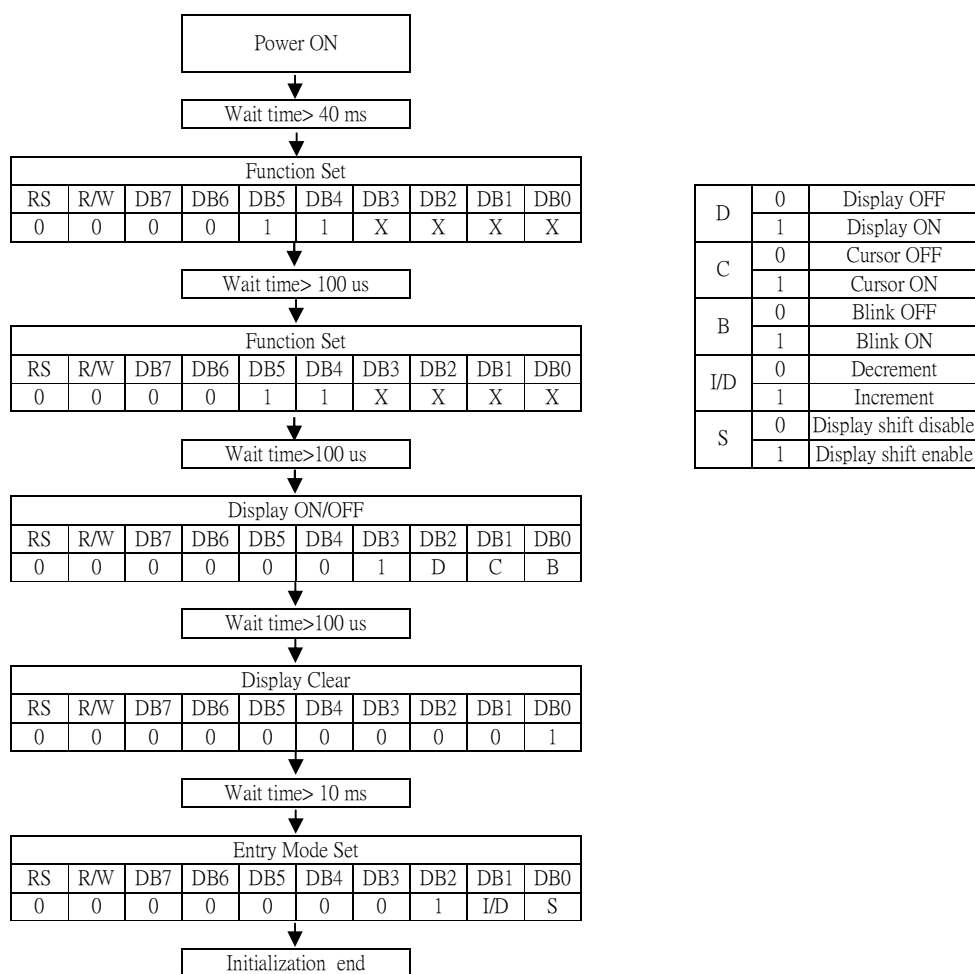 Power ON
Wait time> 40 ms
Function Set
RS R/W DB7 DB6 DB5 DB4 DB3 DB2 DB1 DB0
0 0 0 0 1 1 X X X X
Wait time> 100 us
Function Set
RS R/W DB7 DB6 DB5 DB4 DB3 DB2 DB1 DB0
0 0 0 0 1 1 X X X X
Wait time>100 us
Display ON/OFF
RS R/W DB7 DB6 DB5 DB4 DB3 DB2 DB1 DB0
0 0 0 0 0 0 1 D C B
Wait time>100 us
Display Clear
RS R/W DB7 DB6 DB5 DB4 DB3 DB2 DB1 DB0
0 0 0 0 0 0 0 0 0 1
Wait time> 10 ms
Entry Mode Set
RS R/W DB7 DB6 DB5 DB4 DB3 DB2 DB1 DB0
0 0 0 0 0 0 0 1 I/D S
Initialization end
D 0 Display OFF
1 Display ON
C 0 Cursor OFF
1 Cursor ON
B 0 Blink OFF
1 Blink ON
I/D 0 Decrement
1 Increment
S 0 Display shift disable
1 Display shift enable